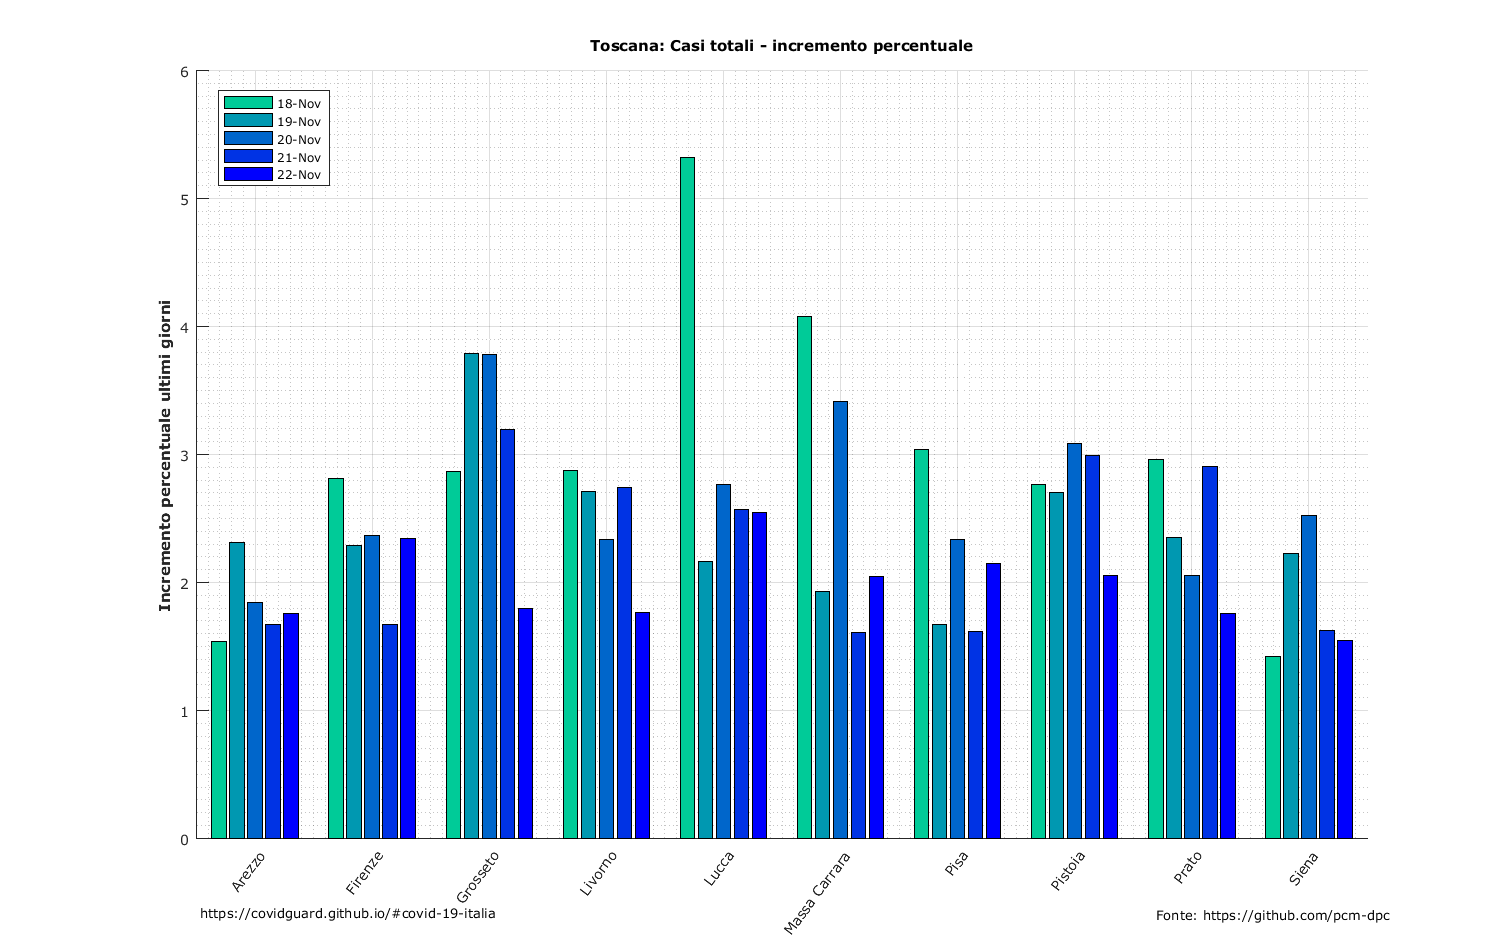 Toscana: Casi totali - incremento percentuale
6
5
4
3
2
1
0
Incremento percentuale ultimi giorni
18-Nov
19-Nov
20-Nov
21-Nov
22-Nov
Arezzo
Firenze
Grosseto
Livorno
Lucca
Massa Carrara
Pisa
Pistoia
Prato
Siena
https://covidguard.github.io/#covid-19-italia
Fonte: https://github.com/pcm-dpc